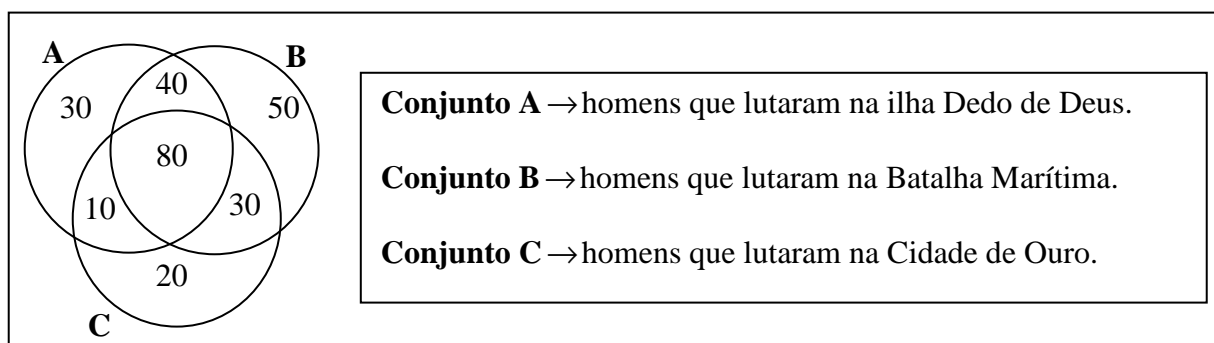 A
B
40
30
50
80
10
30
20
C
Conjunto A → homens que lutaram na ilha Dedo de Deus.
Conjunto B → homens que lutaram na Batalha Marítima.
Conjunto C → homens que lutaram na Cidade de Ouro.